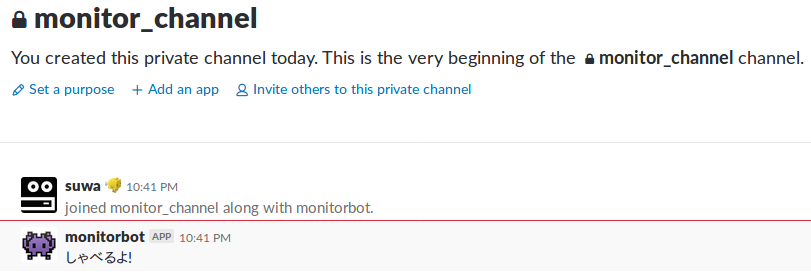 monitor_channel
You created this private channel today. This is the very beginning of the monitor_channel channel.
Set a purpose + Add an app Invite others to this private channel
suwa 10:41 PM
joined monitor_channel along with monitorbot.
monitorbot APP 10:41 PM
しゃべるよ!